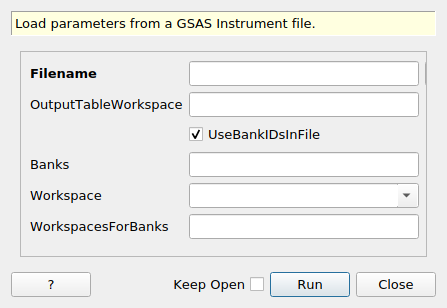 Load parameters from a GSAS Instrument file.
Filename
OutputTableWorkspace
UseBankIDsInFile
Banks
Workspace
WorkspacesForBanks
? Keep Open Run Close